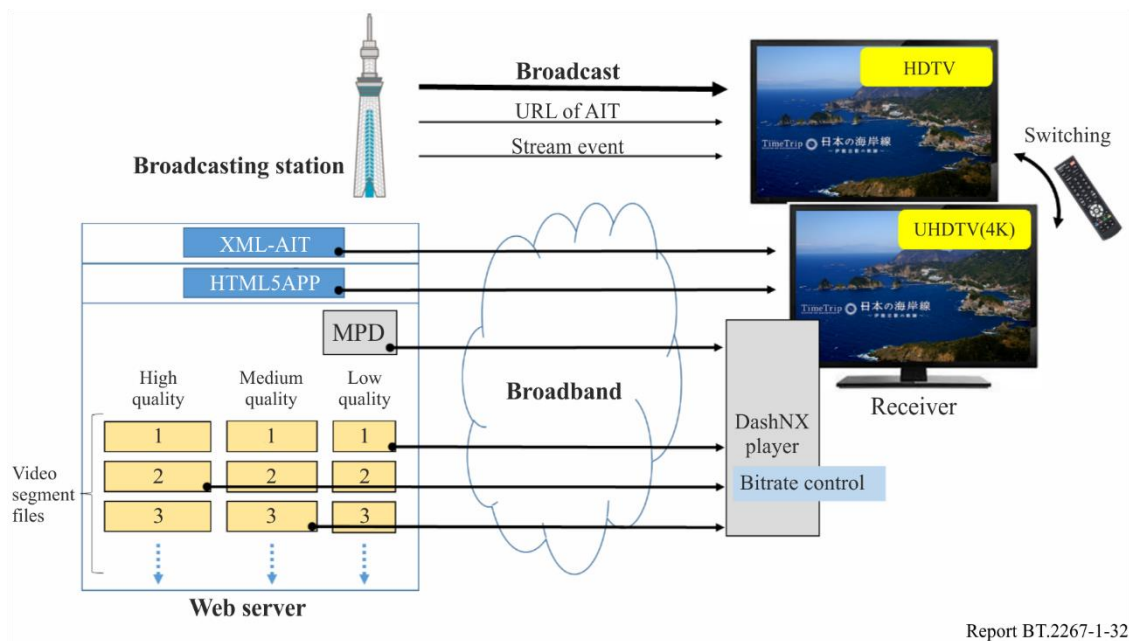 Broadcast
URL of AIT
Stream event
Broadcasting station
HDTV
TimeTrip 日本の海岸線
Switching
UHDTV(4K)
TimeTrip 日本の海岸線
Receiver
XML-AIT
HTML5APP
MPD
High
quality
Medium
quality
Low
quality
Broadband
DashNX
player
Bitrate control
Video
segment
files
1 1 1
2 2 2
3 3 3
Web server
Report BT.2267-1-32